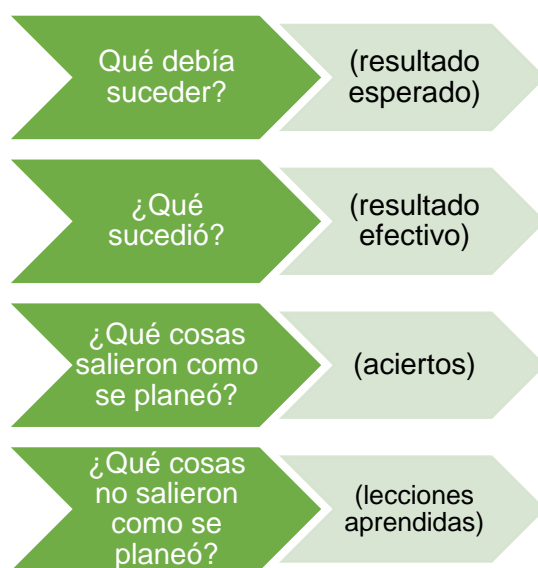 Qué debía
suceder?
(resultado
esperado)
¿Qué
sucedió?
(resultado
efectivo)
¿Qué cosas
salieron como
se planeó?
(aciertos)
¿Qué cosas
no salieron
como se
planeó?
(lecciones
aprendidas)